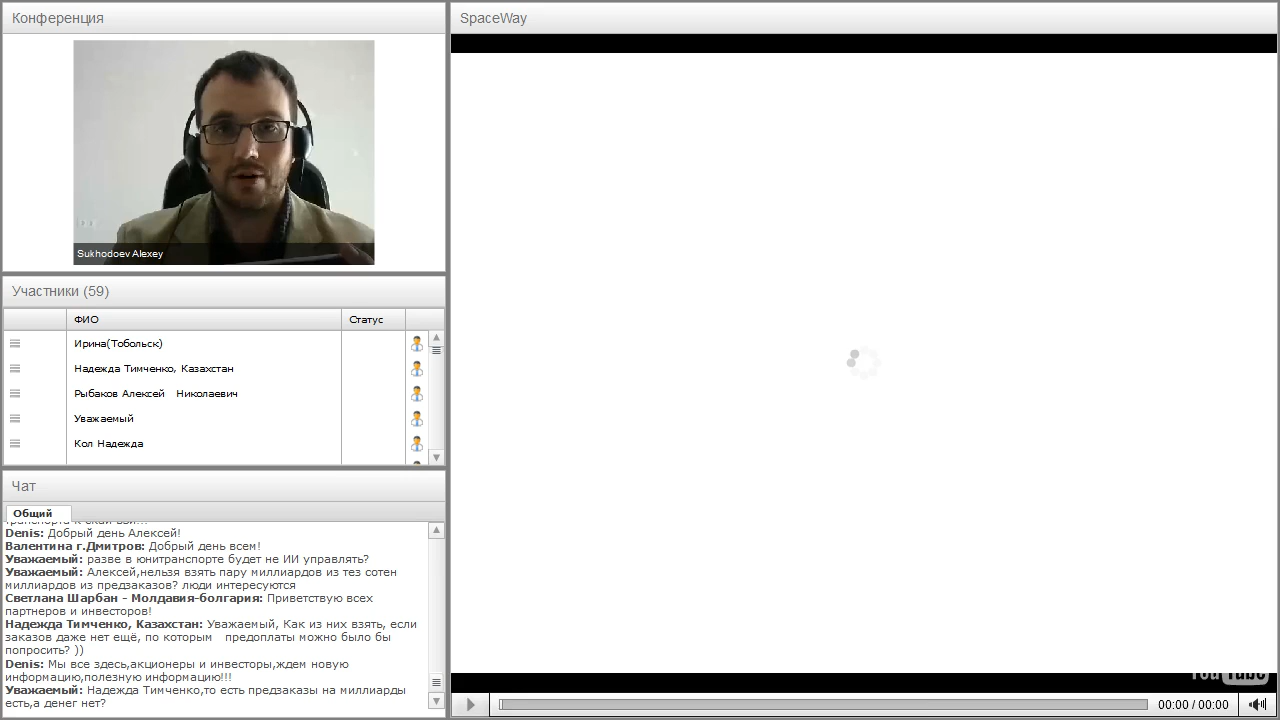 Конференция
SpaceWay
Sukhodoev Alexey
Участники (59)
ФИО
Статус
Ирина(Тобольск)
Надежда Тимченко, Казахстан
Рыбаков Алексей Николаевич
Уважаемый
Кол Надежда
Чат
Общий
Denis: Добрый день Алексей!
Валентина г.Дмитров: Добрый день всем!
Уважаемый: разве в юнитранспорте будет не ИИ управлять?
Уважаемый: Алексей,нельзя взять пару миллиардов из тез сотен
миллиардов из предзаказов? люди интересуются
Светлана Шарбан - Молдавия-болгария: Приветствую всех
партнеров и инвесторов!
Надежда Тимченко, Казахстан: Уважаемый, Как из них взять, если
заказов даже нет ещё, по которым предоплаты можно было бы
попросить? ))
Denis: Мы все здесь,акционеры и инвесторы,ждем новую
информацию,полезную информацию!!!
Уважаемый: Надежда Тимченко,то есть предзаказы на миллиарды
есть,а денег нет?
YouTube
00:00 / 00:00